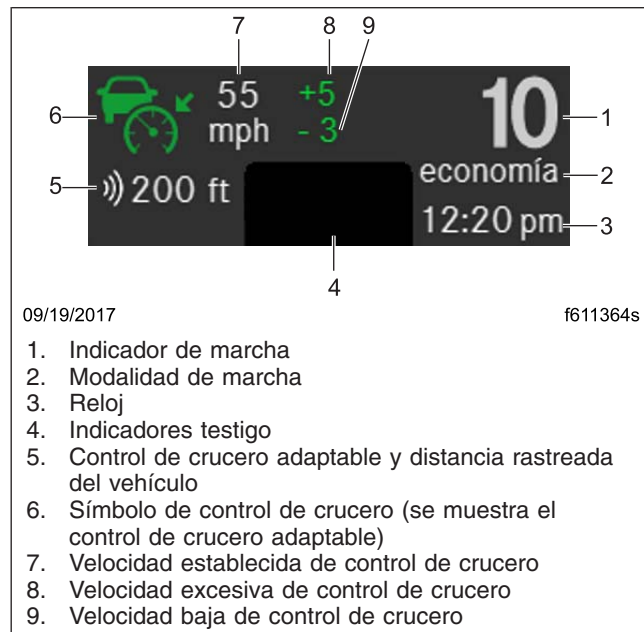 7 8 9
55 +5 10
6 mph - 3 1
economía 2
5 200 ft
12:20 pm 3
4
09/19/2017 f611364s
1. Indicador de marcha
2. Modalidad de marcha
3. Reloj
4. Indicadores testigo
5. Control de crucero adaptable y distancia rastreada
del vehículo
6. Símbolo de control de crucero (se muestra el
control de crucero adaptable)
7. Velocidad establecida de control de crucero
8. Velocidad excesiva de control de crucero
9. Velocidad baja de control de crucero